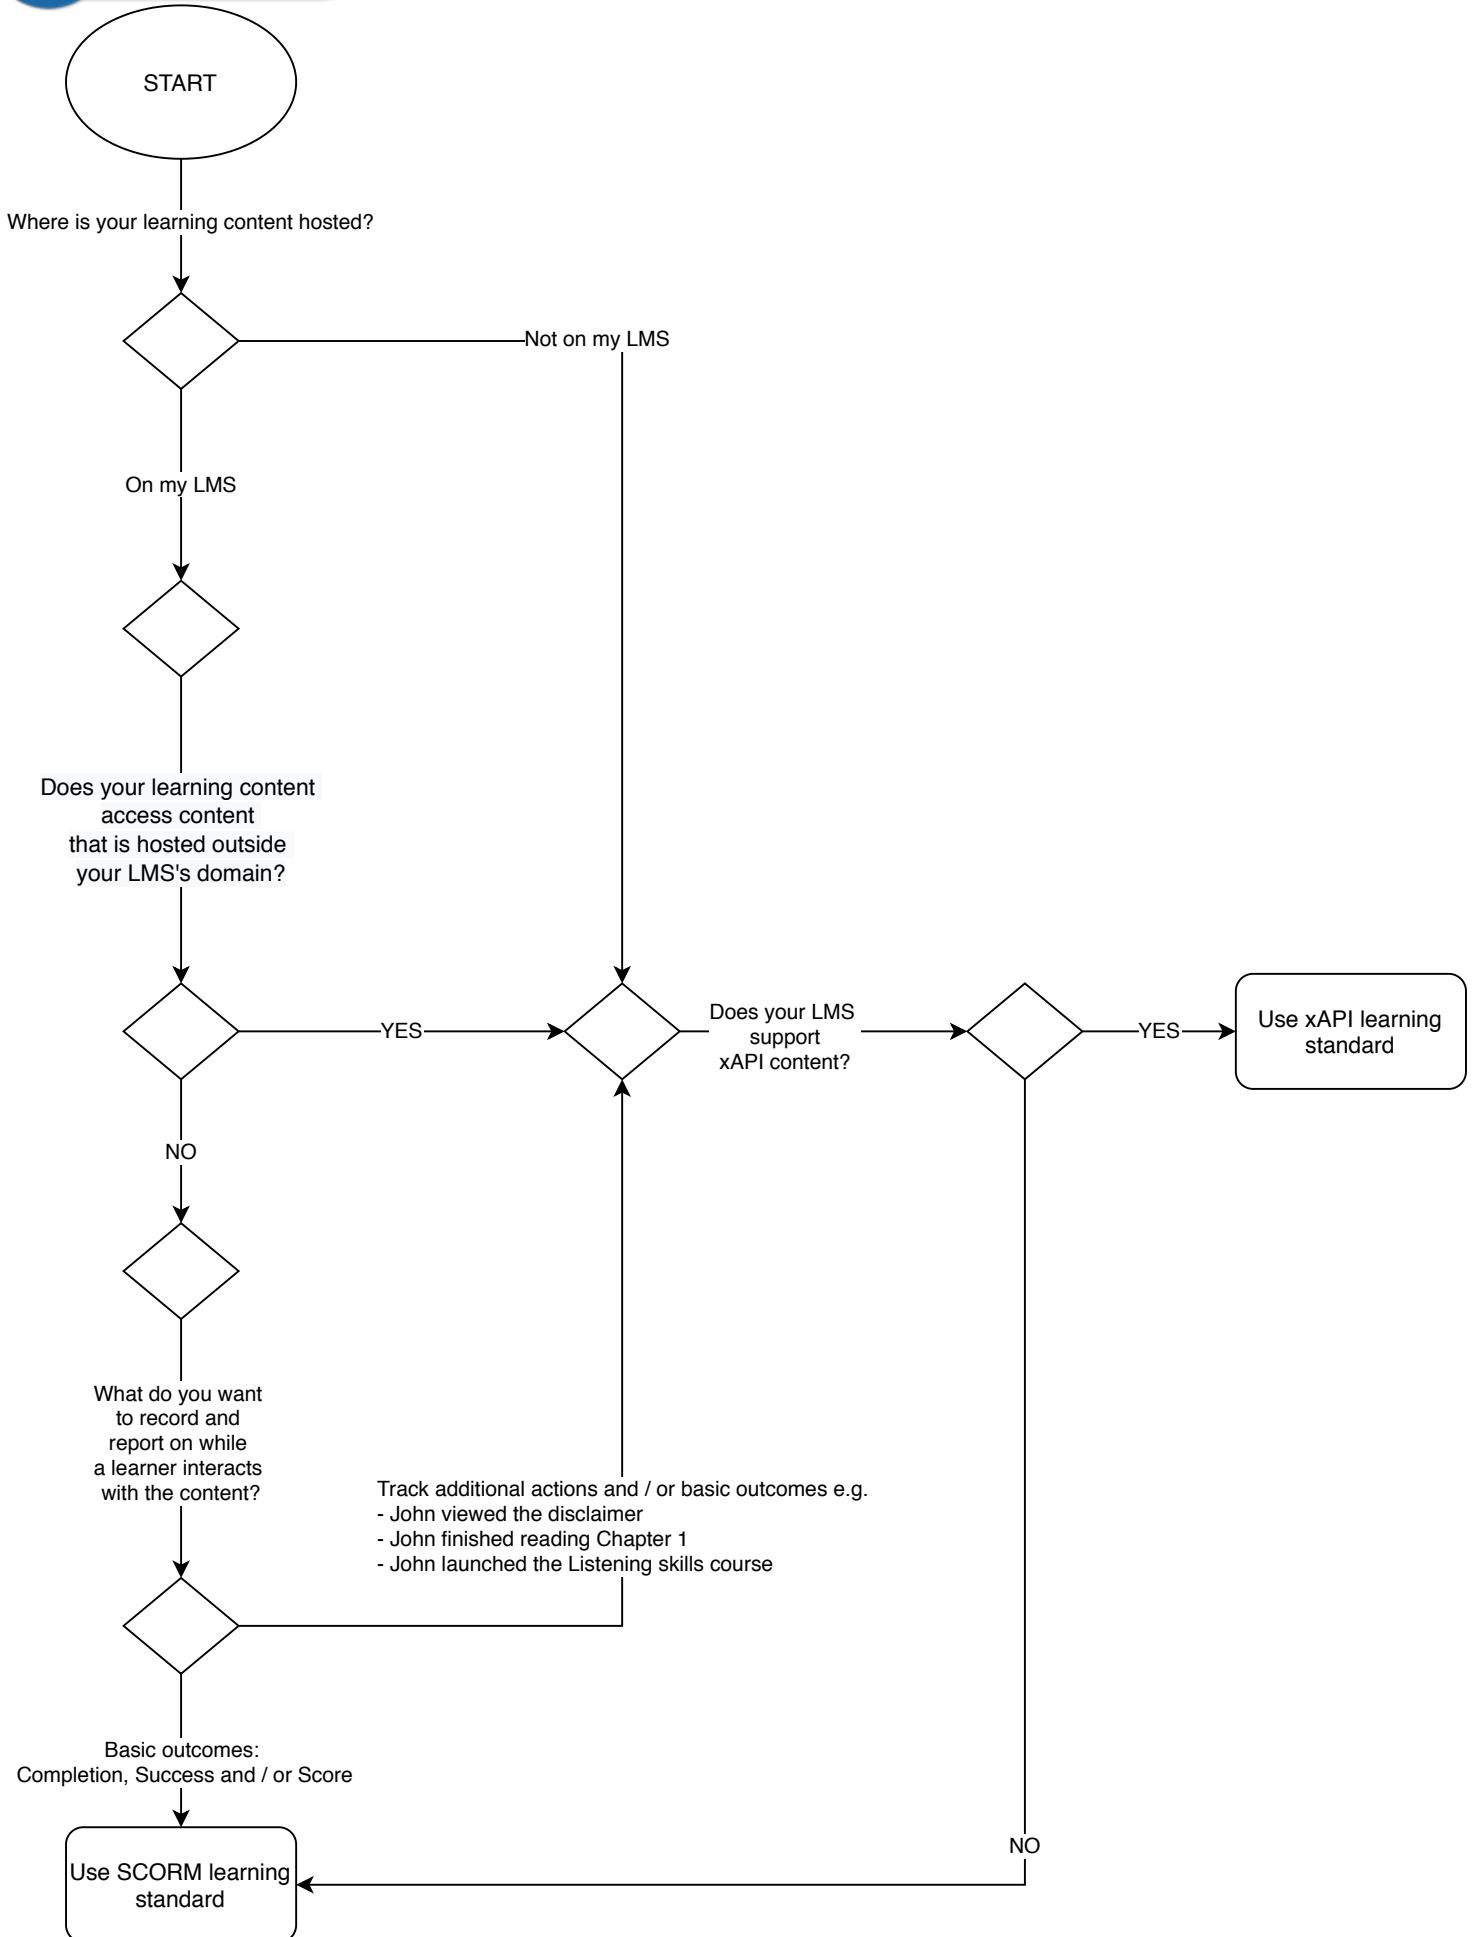 START
Where is your learning content hosted?
Not on my LMS
On my LMS
Does your learning content
access content
that is hosted outside
your LMS's domain?
YES
Does your LMS
support
xAPI content?
YES
Use xAPI learning
standard
NO
What do you want
to record and
report on while
a learner interacts
with the content?
Track additional actions and / or basic outcomes e.g.
- John viewed the disclaimer
- John finished reading Chapter 1
- John launched the Listening skills course
Basic outcomes:
Completion, Success and / or Score
NO
Use SCORM learning
standard